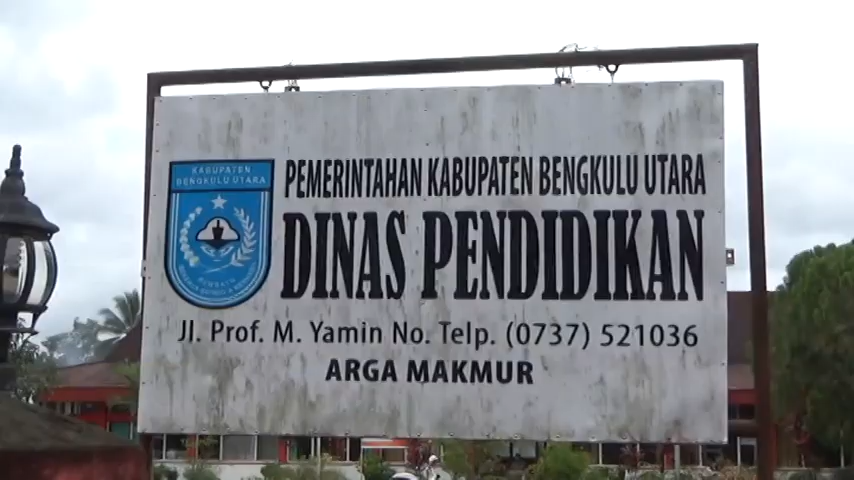 KABUPATEN
BENGKULU UTARA
PEMERINTAHAN KABUPATEN BENGKULU UTARA
DINAS PENDIDIKAN
Jl. Prof. M. Yamin No. Telp. (0737) 521036
ARGA MAKMUR